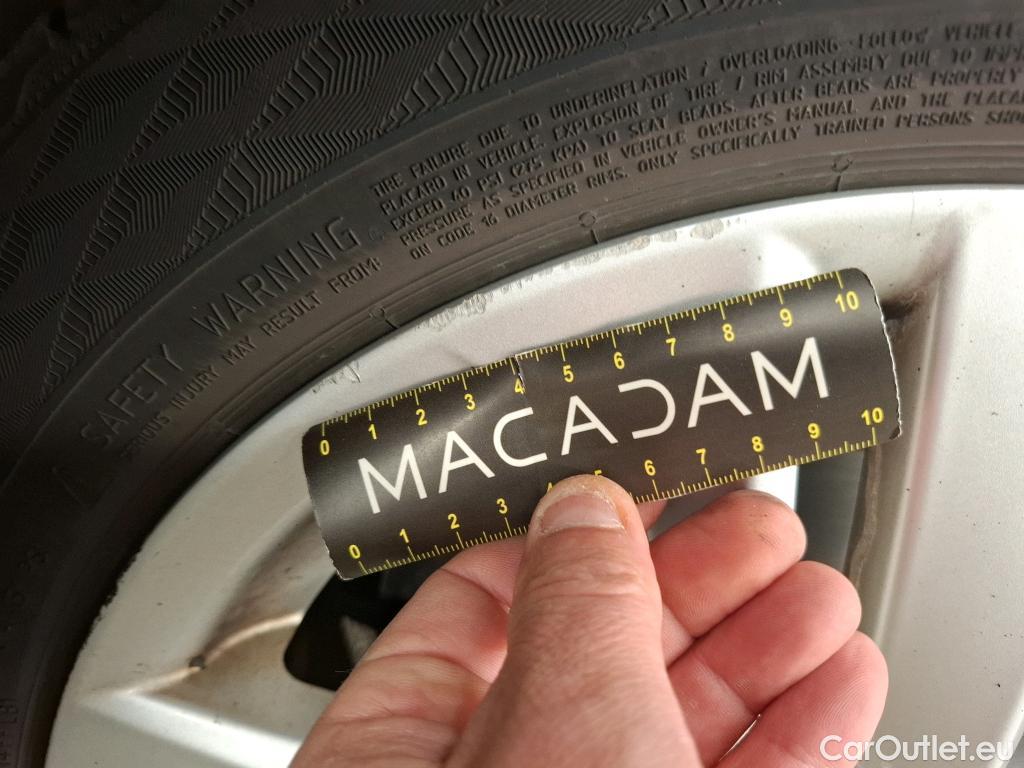 TIRE FAILURE DUE TO UNDERINFLATION / OVERLOADING - FOLLOW VEHICLE
PLACARD IN VEHICLE. EXPLOSION OF TIRE / RIM ASSEMBLY DUE TO
EXCEED 40 PSI (275 KPA) TO SEAT BEADS. AFTER BEADS ARE PROPERLY
PRESSURE AS SPECIFIED IN VEHICLE OWNER'S MANUAL AND THE
ON CODE 16 DIAMETER RIMS. ONLY SPECIFICALLY TRAINED PERSONS
SAFETY WARNING
SERIOUS INJURY MAY RESULT FROM:
0 1 2 3 4 5 6 7 8 9 10
MACADAM
0 1 2 3 4 5 6 7 8 9 10
CarOutlet.eu